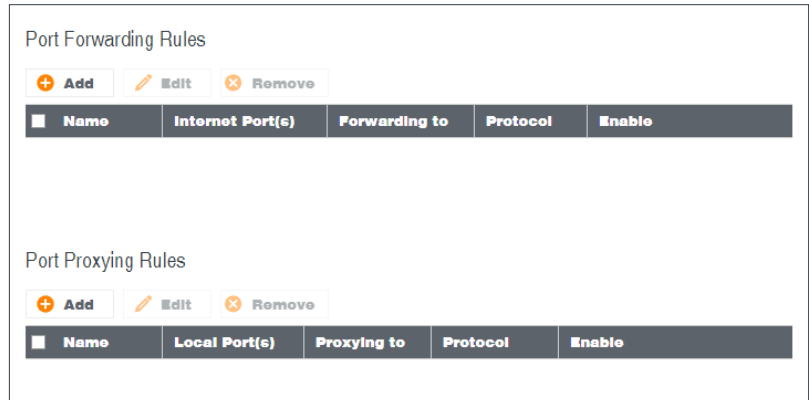 Port Forwarding Rules
Add Edit Remove
Name Internet Port(s) Forwarding to Protocol Enable
Port Proxying Rules
Add Edit Remove
Name Local Port(s) Proxying to Protocol Enable